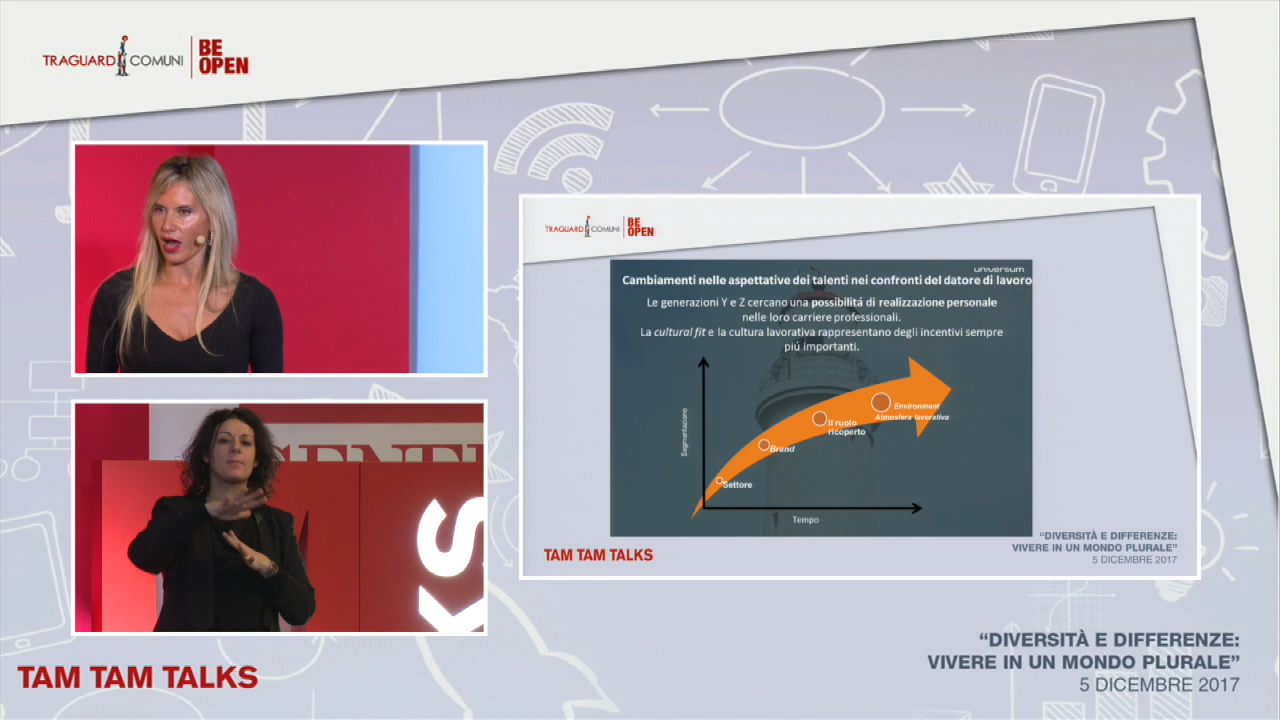 TRAGUARDI COMUNI
BE
OPEN
TRAGUARDI COMUNI
BE
OPEN
universum
Cambiamenti nelle aspettative dei talenti nei confronti del datore di lavoro
Le generazioni Y e Z cercano una possibilitá di realizzazione personale
nelle loro carriere professionali.
La cultural fit e la cultura lavorativa rappresentano degli incentivi sempre
piú importanti.
Segmentazione
Environment
Atmosfera lavorativa
Il ruolo
ricoperto
Brand
Settore
Tempo
TAM TAM TALKS
“DIVERSITÀ E DIFFERENZE:
VIVERE IN UN MONDO PLURALE”
5 DICEMBRE 2017
KS
TAM TAM TALKS
“DIVERSITÀ E DIFFERENZE:
VIVERE IN UN MONDO PLURALE”
5 DICEMBRE 2017